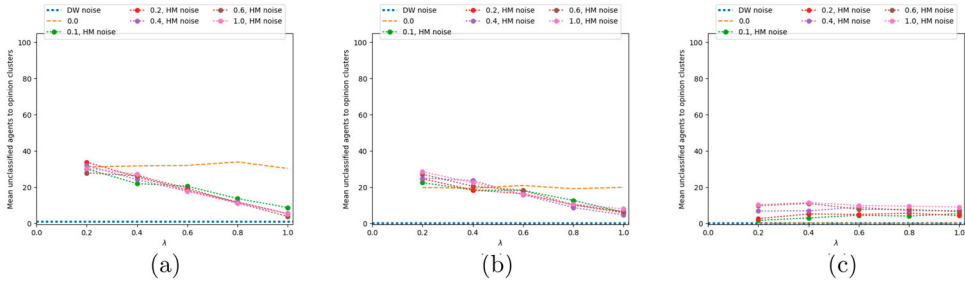 DW noise
0.0
0.1, HM noise
0.2, HM noise
0.4, HM noise
0.6, HM noise
1.0, HM noise
Mean unclassified agents to opinion clusters
100
80
60
40
20
0
0.0 0.2 0.4 0.6 0.8 1.0
λ
(a)
DW noise
0.0
0.1, HM noise
0.2, HM noise
0.4, HM noise
0.6, HM noise
1.0, HM noise
Mean unclassified agents to opinion clusters
100
80
60
40
20
0
0.0 0.2 0.4 0.6 0.8 1.0
λ
(b)
DW noise
0.0
0.1, HM noise
0.2, HM noise
0.4, HM noise
0.6, HM noise
1.0, HM noise
Mean unclassified agents to opinion clusters
100
80
60
40
20
0
0.0 0.2 0.4 0.6 0.8 1.0
λ
(c)